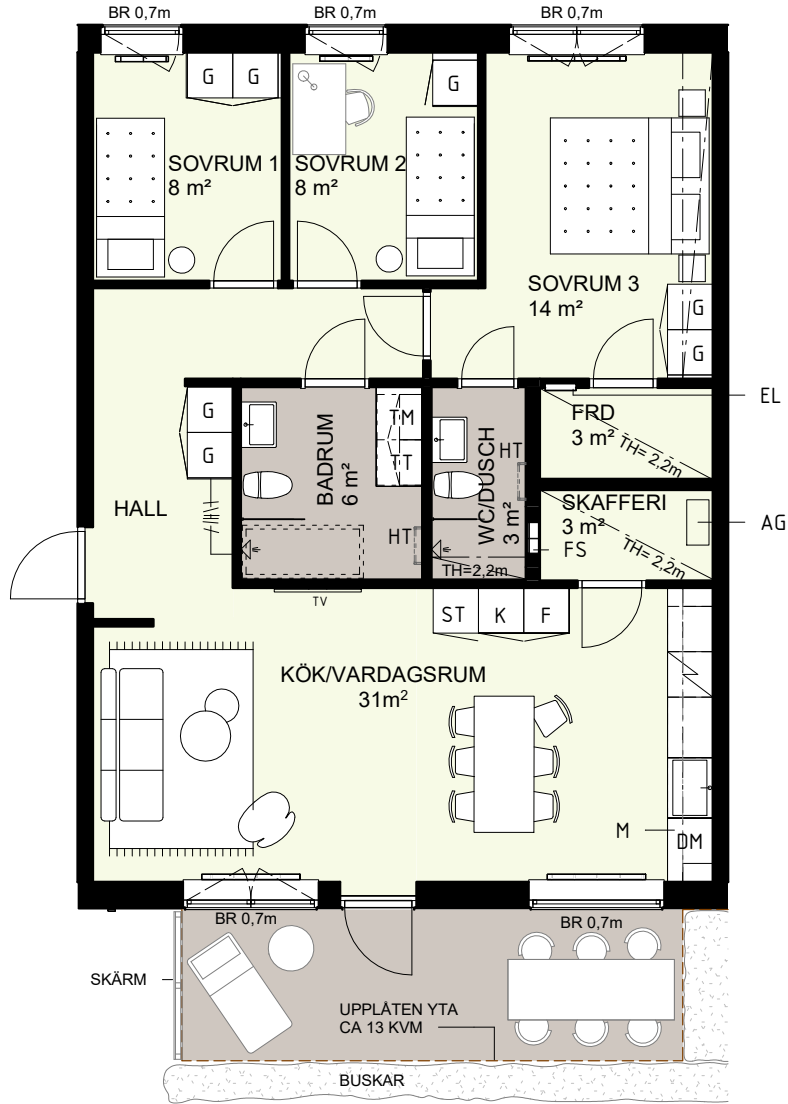 BR 0,7m
BR 0,7m
BR 0,7m
G
G
G
SOVRUM 1
8 m²
SOVRUM 2
8 m²
SOVRUM 3
14 m²
G
G
EL
FRD
3 m²
TH= 2,2m
G
G
BADRUM
6 m²
TM
TT
HT
WC/DUSCH
3 m²
HT
TH=2,2m
SKAFFERI
3 m²
TH= 2,2m
AG
FS
HALL
TV
ST
K
F
KÖK/VARDAGSRUM
31m²
M
DM
BR 0,7m
BR 0,7m
SKÄRM
UPPLÅTEN YTA
CA 13 KVM
BUSKAR